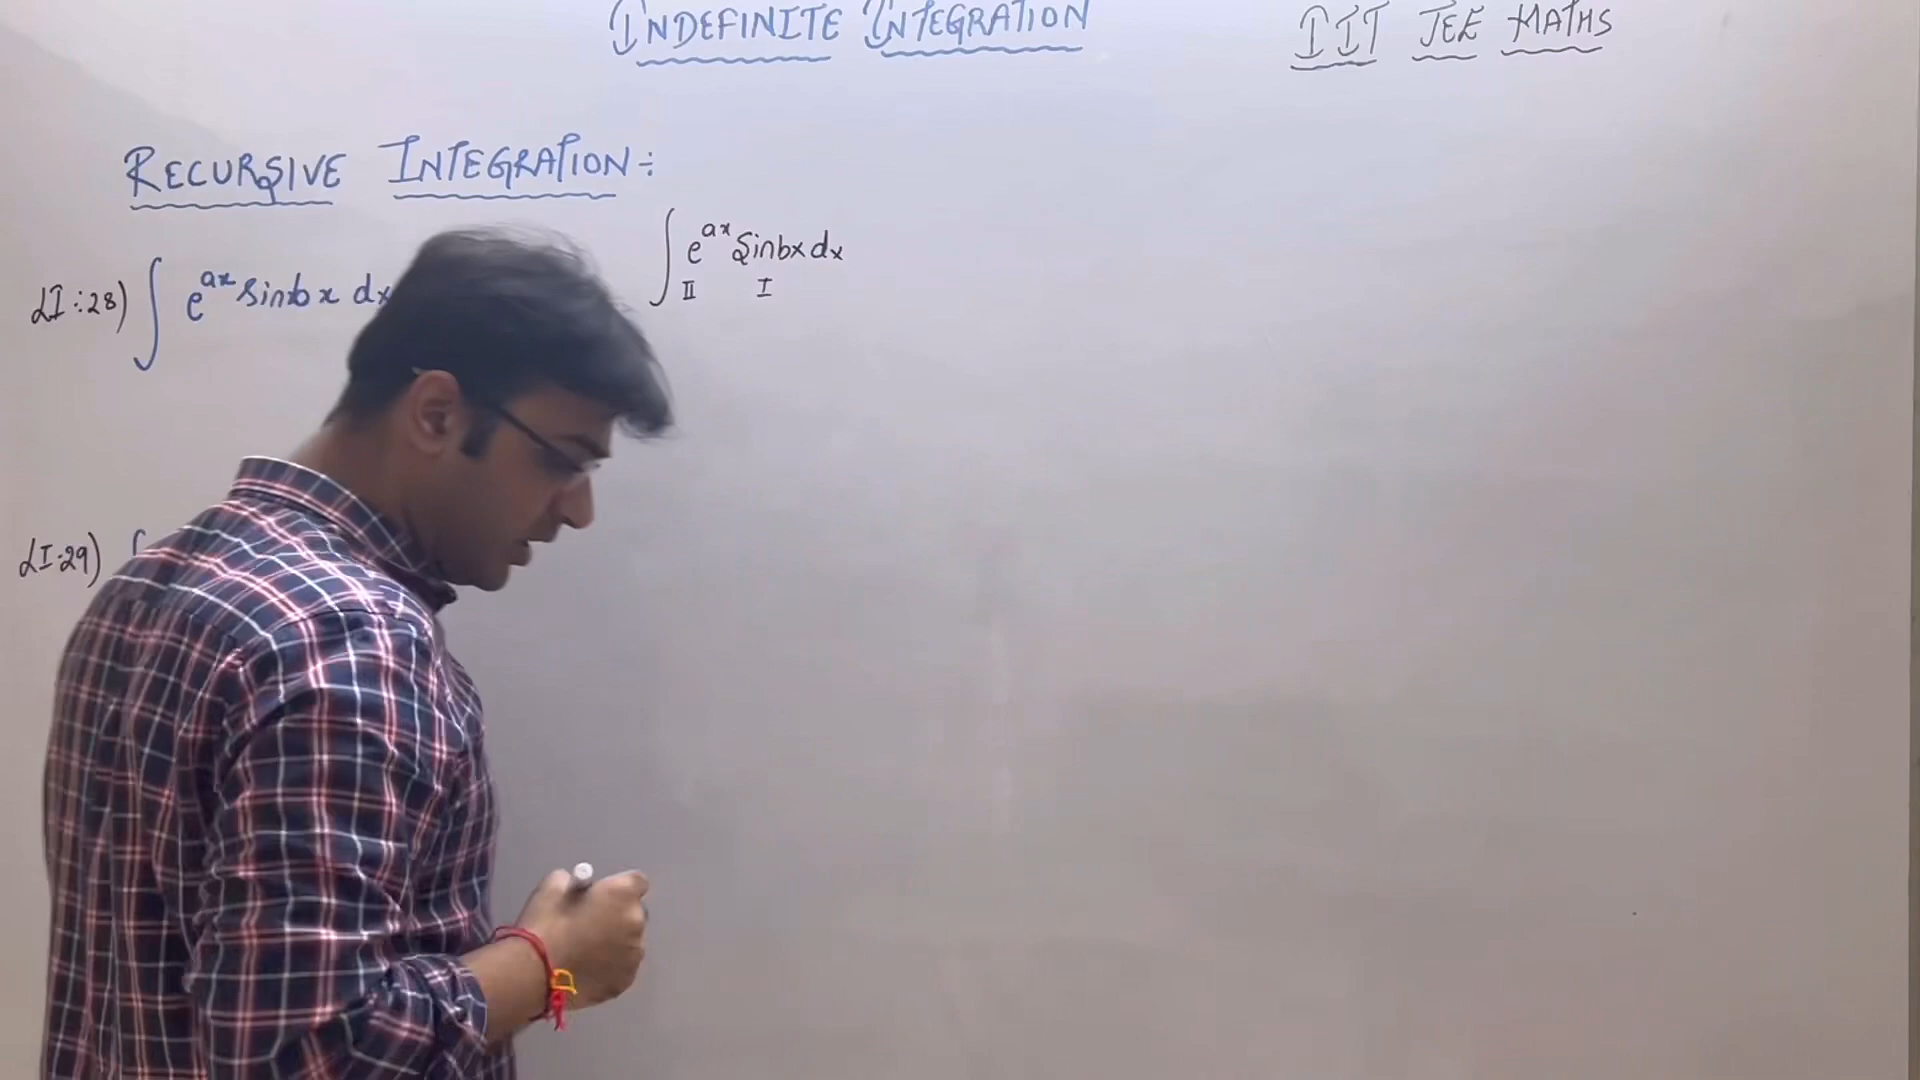 INDEFINITE INTEGRATION
IIT JEE MATHS
RECURSIVE INTEGRATION:-
∫ e^{ax} Sinbx dx
II I
LI:28) ∫ e^{ax} sinbx dx
LI-29) ∫